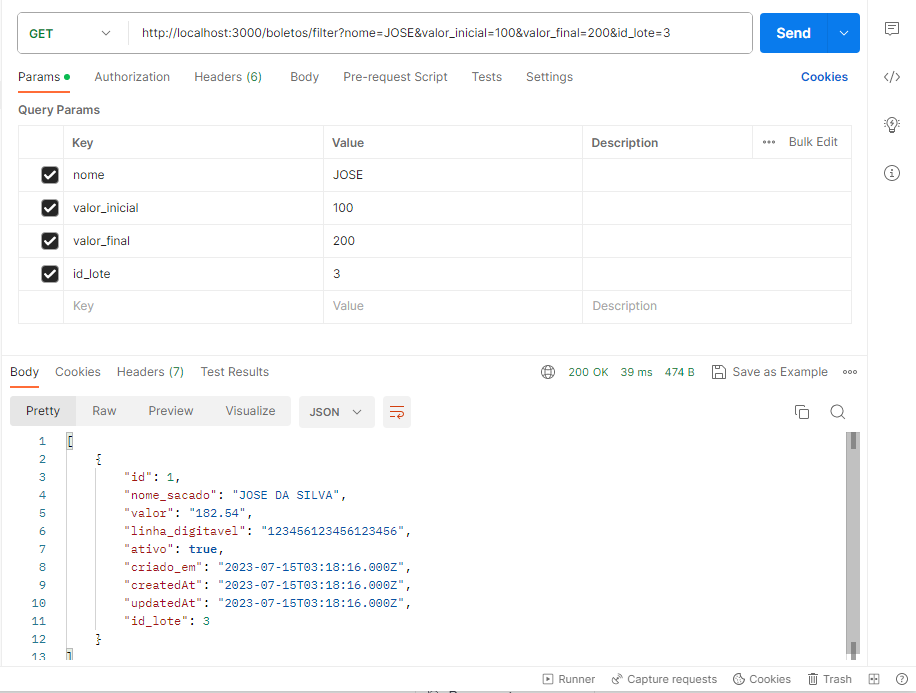 GET http://localhost:3000/boletos/filter?nome=JOSE&valor_inicial=100&valor_final=200&id_lote=3 Send
Params Authorization Headers (6) Body Pre-request Script Tests Settings Cookies
Query Params
Key Value Description ••• Bulk Edit
nome JOSE
valor_inicial 100
valor_final 200
id_lote 3
Key Value Description
Body Cookies Headers (7) Test Results 200 OK 39 ms 474 B Save as Example
Pretty Raw Preview Visualize JSON
1 [
2 {
3 "id": 1,
4 "nome_sacado": "JOSE DA SILVA",
5 "valor": "182.54",
6 "linha_digitavel": "123456123456123456",
7 "ativo": true,
8 "criado_em": "2023-07-15T03:18:16.000Z",
9 "createdAt": "2023-07-15T03:18:16.000Z",
10 "updatedAt": "2023-07-15T03:18:16.000Z",
11 "id_lote": 3
12 }
13 ]
Runner Capture requests Cookies Trash